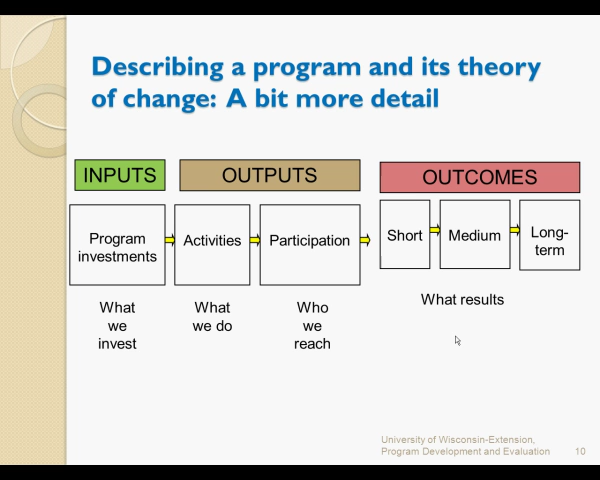 Describing a program and its theory
of change: A bit more detail
INPUTS
OUTPUTS
OUTCOMES
Program
investments
Activities
Participation
Short
Medium
Long-
term
What
we
invest
What
we do
Who
we
reach
What results
University of Wisconsin-Extension,
Program Development and Evaluation
10